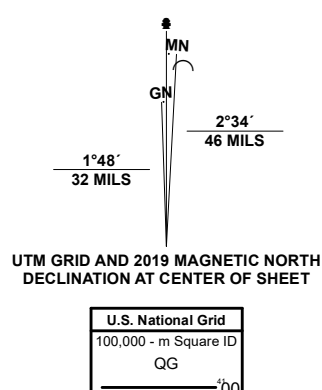 MN
GN
2°34´
46 MILS
1°48´
32 MILS
UTM GRID AND 2019 MAGNETIC NORTH
DECLINATION AT CENTER OF SHEET
U.S. National Grid
100,000 - m Square ID
QG